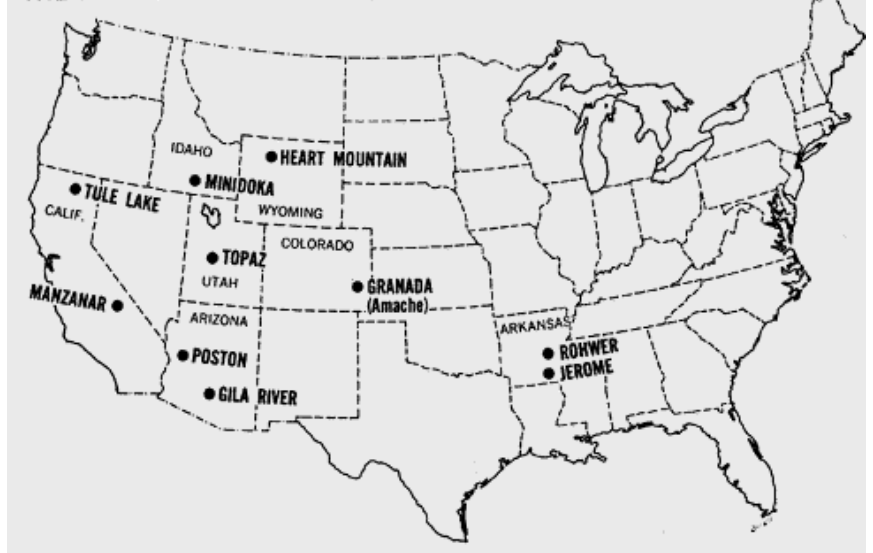 IDAHO
HEART MOUNTAIN
MINIDOKA
TULE LAKE
CALIF.
WYOMING
COLORADO
TOPAZ
UTAH
GRANADA
(Amache)
MANZANAR
ARIZONA
ARKANSAS
POSTON
ROHWER
JEROME
GILA RIVER